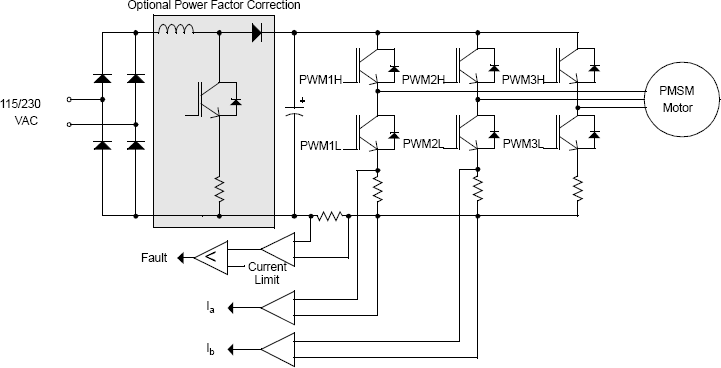 Optional Power Factor Correction
115/230
VAC
PWM1H
PWM2H
PWM3H
PMSM
Motor
+
PWM1L
PWM2L
PWM3L
Fault
<
Current
Limit
Ia
Ib